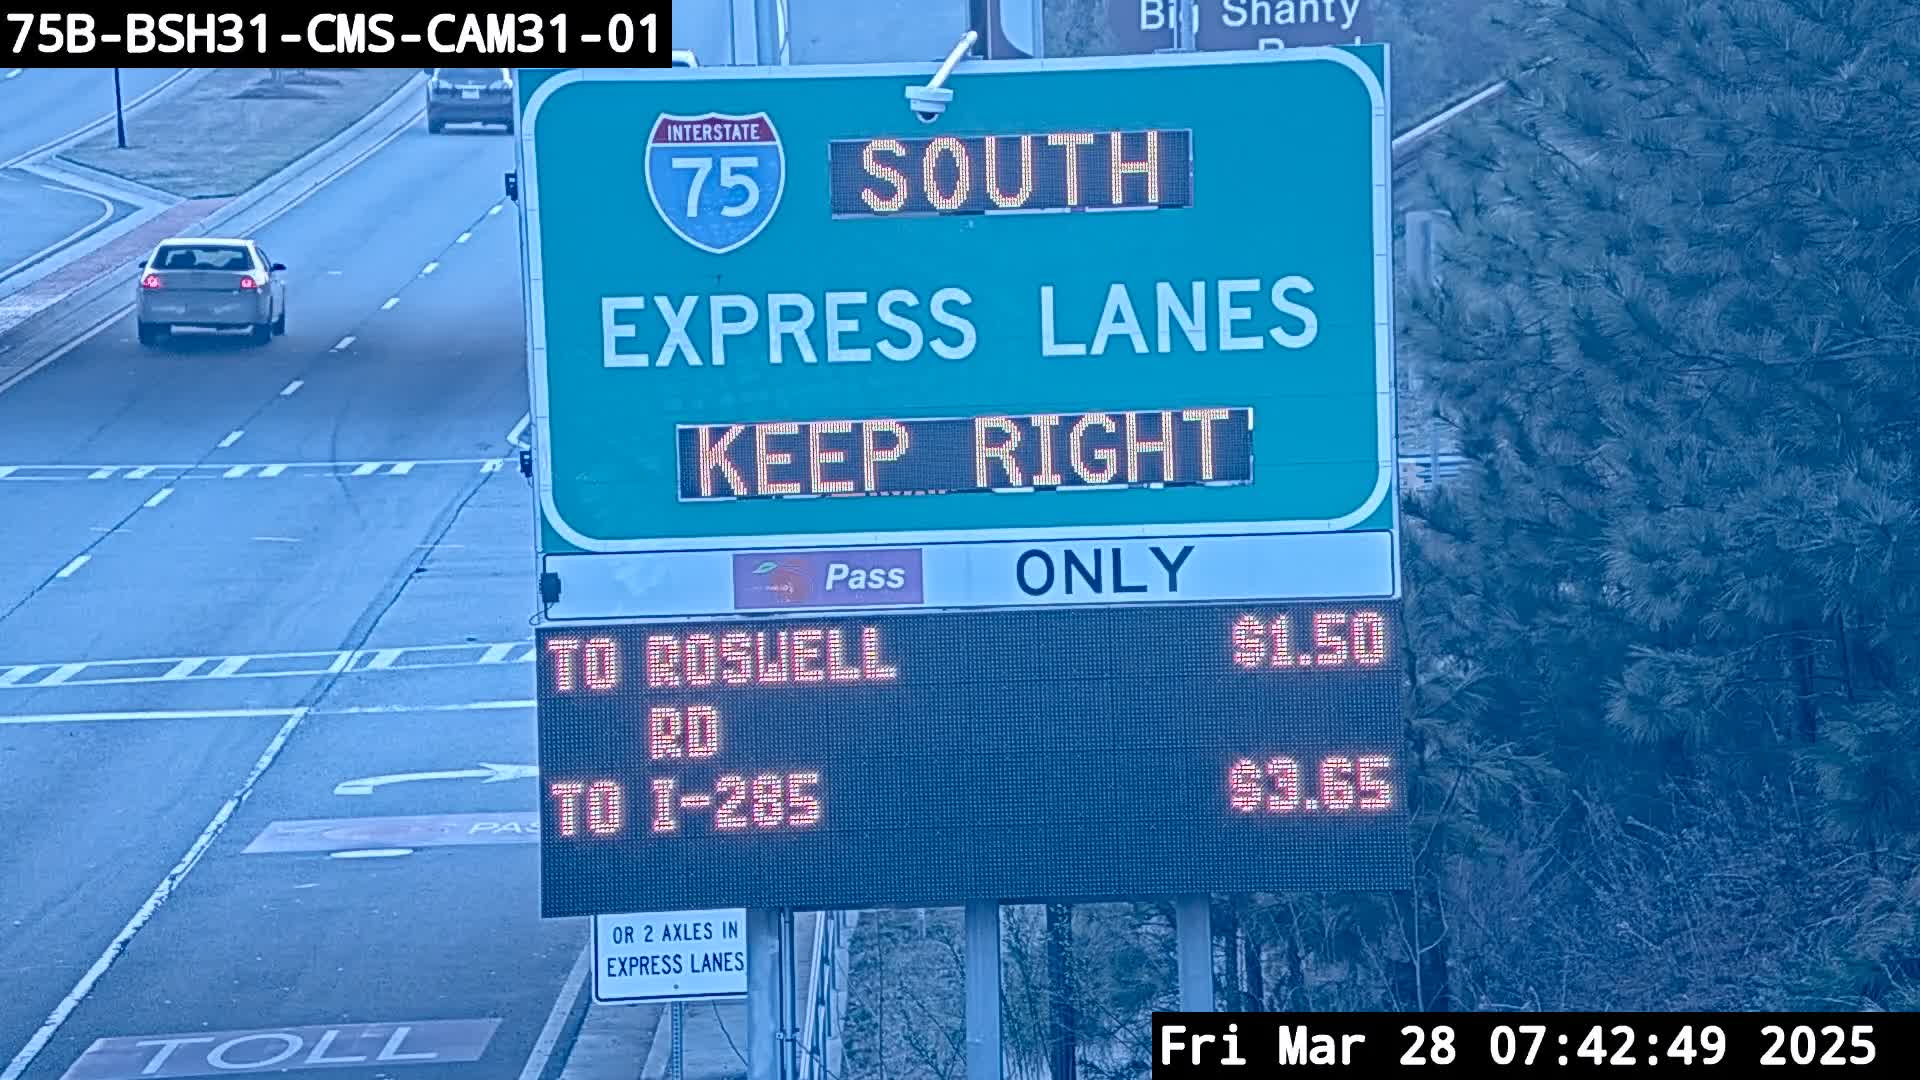 75B-BSH31-CMS-CAM31-01
Big Shanty
INTERSTATE
75
SOUTH
EXPRESS LANES
KEEP RIGHT
Pass ONLY
TO ROSWELL $1.50
RD
TO I-285 $3.65
OR 2 AXLES IN
EXPRESS LANES
TOLL
Fri Mar 28 07:42:49 2025